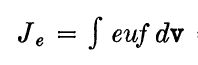 J_e = ∫ euf dv